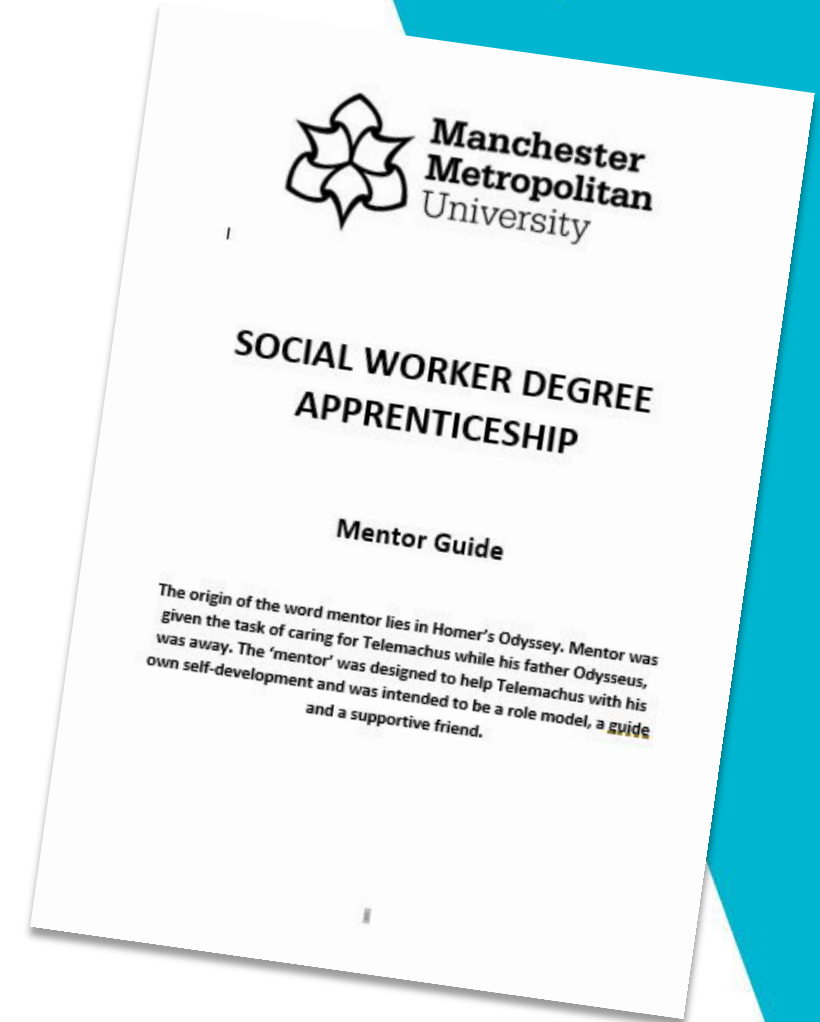 Manchester
Metropolitan
University
SOCIAL WORKER DEGREE
APPRENTICESHIP
Mentor Guide
The origin of the word mentor lies in Homer's Odyssey. Mentor was
given the task of caring for Telemachus while his father Odysseus,
was away. The ‘mentor’ was designed to help Telemachus with his
own self-development and was intended to be a role model, a guide
and a supportive friend.